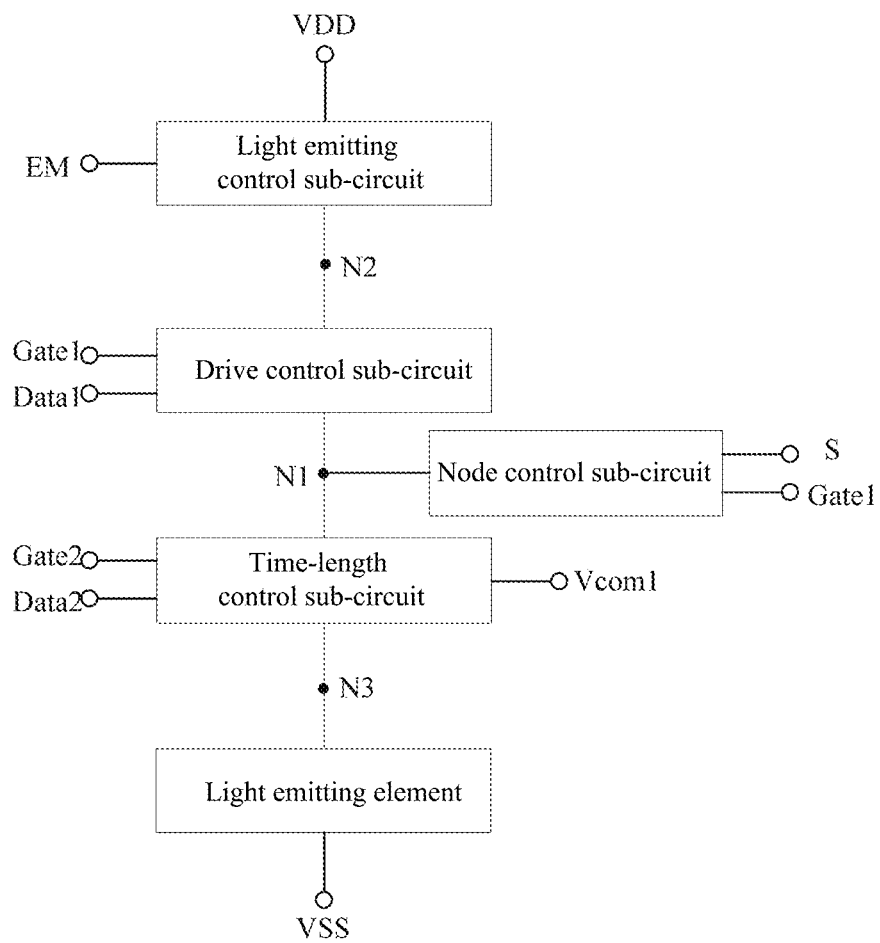 VDD
Light emitting
control sub-circuit
EM
N2
Gate1
Data1
Drive control sub-circuit
N1
Node control sub-circuit
S
Gate1
Gate2
Data2
Time-length
control sub-circuit
Vcom1
N3
Light emitting element
VSS